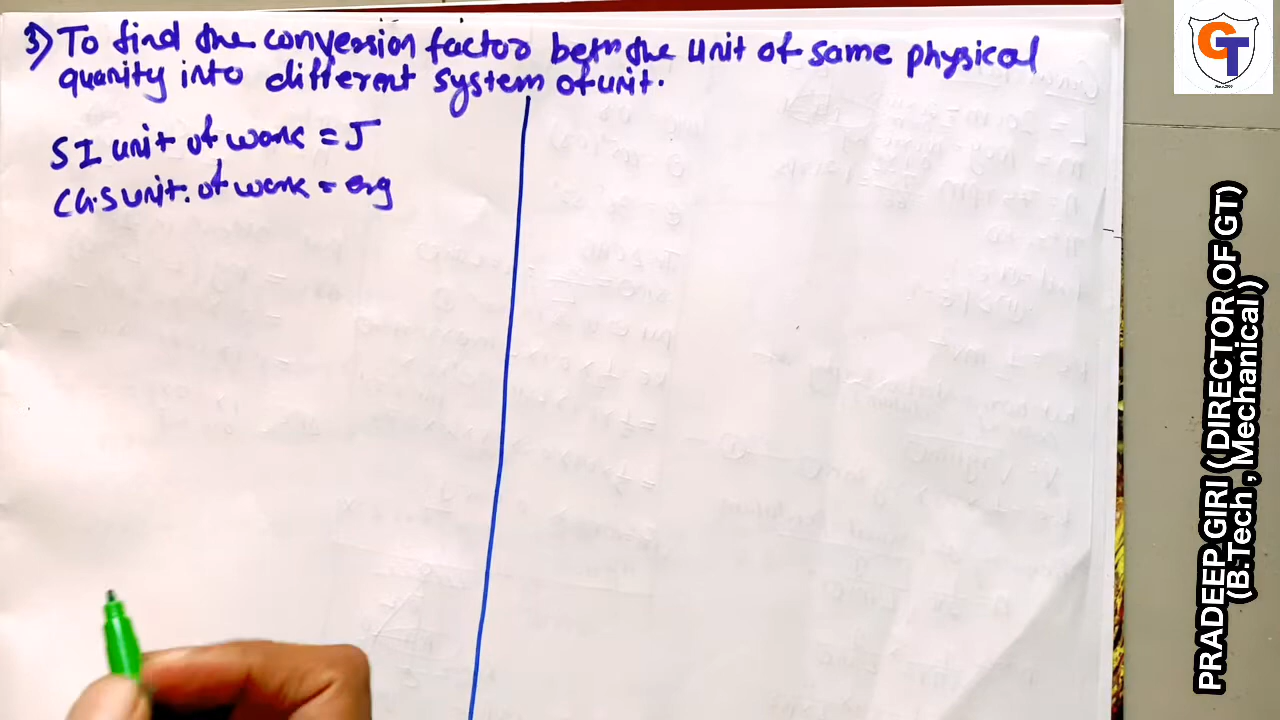 3) To find the conversion factor betn the unit of same physical
quanity into different system of unit.
SI unit of work = J
CG.S unit. of work = erg
GT
PRADEEP GIRI ( DIRECTOR OF GT)
(B.Tech , Mechanical )